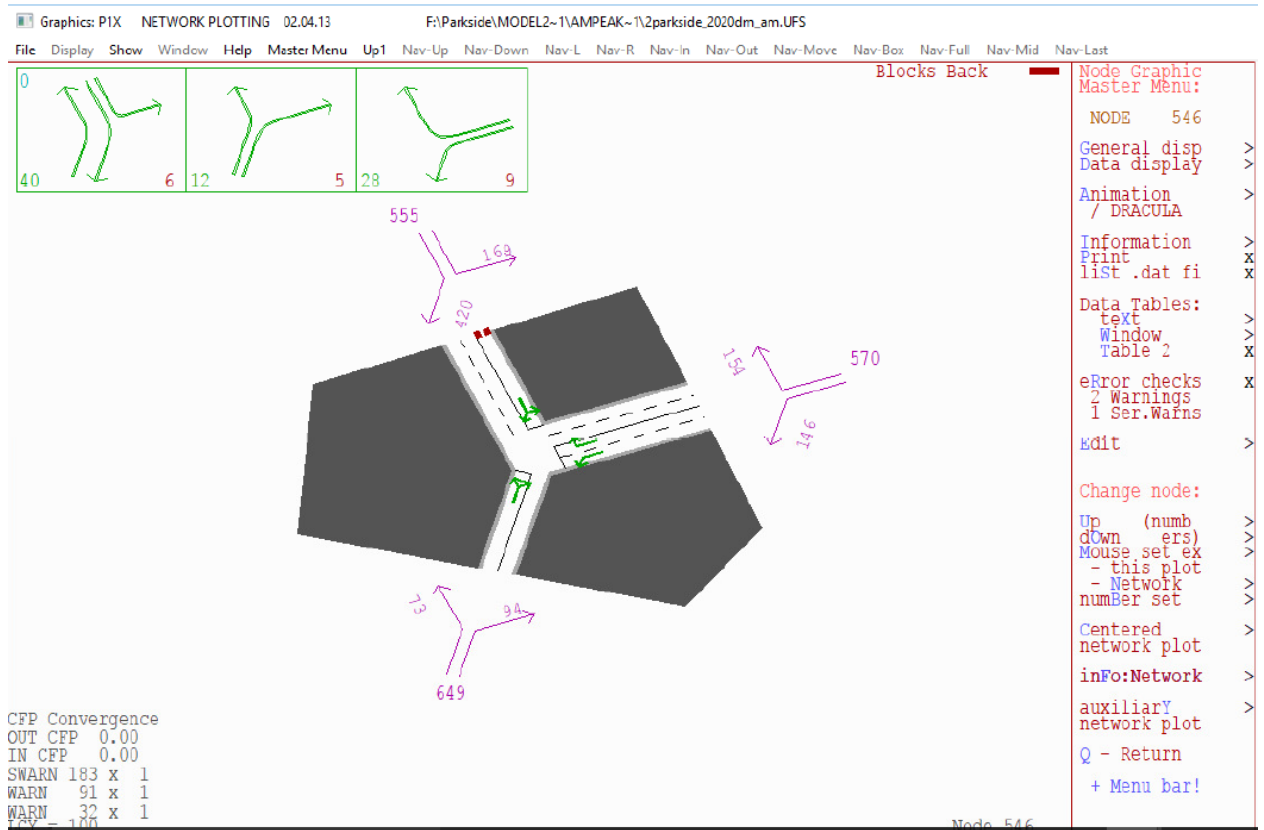 Graphics: P1X NETWORK PLOTTING 02.04.13 F:\Parkside\MODEL2~1\AMPEAK~1\2parkside_2020dm_am.UFS
File Display Show Window Help Master Menu Up1 Nav-Up Nav-Down Nav-L Nav-R Nav-In Nav-Out Nav-Move Nav-Box Nav-Full Nav-Mid Nav-Last
Blocks Back
0
40 6 12 5 28 9
555
169
420
154
570
146
73
94
649
CFP Convergence
OUT CFP 0.00
IN CFP 0.00
SWARN 183 x 1
WARN 91 x 1
WARN 32 x 1
LCY = 100
Node 546
Node Graphic
Master Menu:
NODE 546
General disp >
Data display >
Animation >
/ DRACULA
Information >
Print x
liSt .dat fi x
Data Tables:
teXt >
Window >
Table 2 x
eRror checks x
2 Warnings
1 Ser.Warns
Edit >
Change node:
Up (numb >
dOwn ers) >
Mouse set ex >
- this plot
- Network >
numBer set >
Centered >
network plot
inFo:Network >
auxiliarY >
network plot
Q - Return
+ Menu bar!